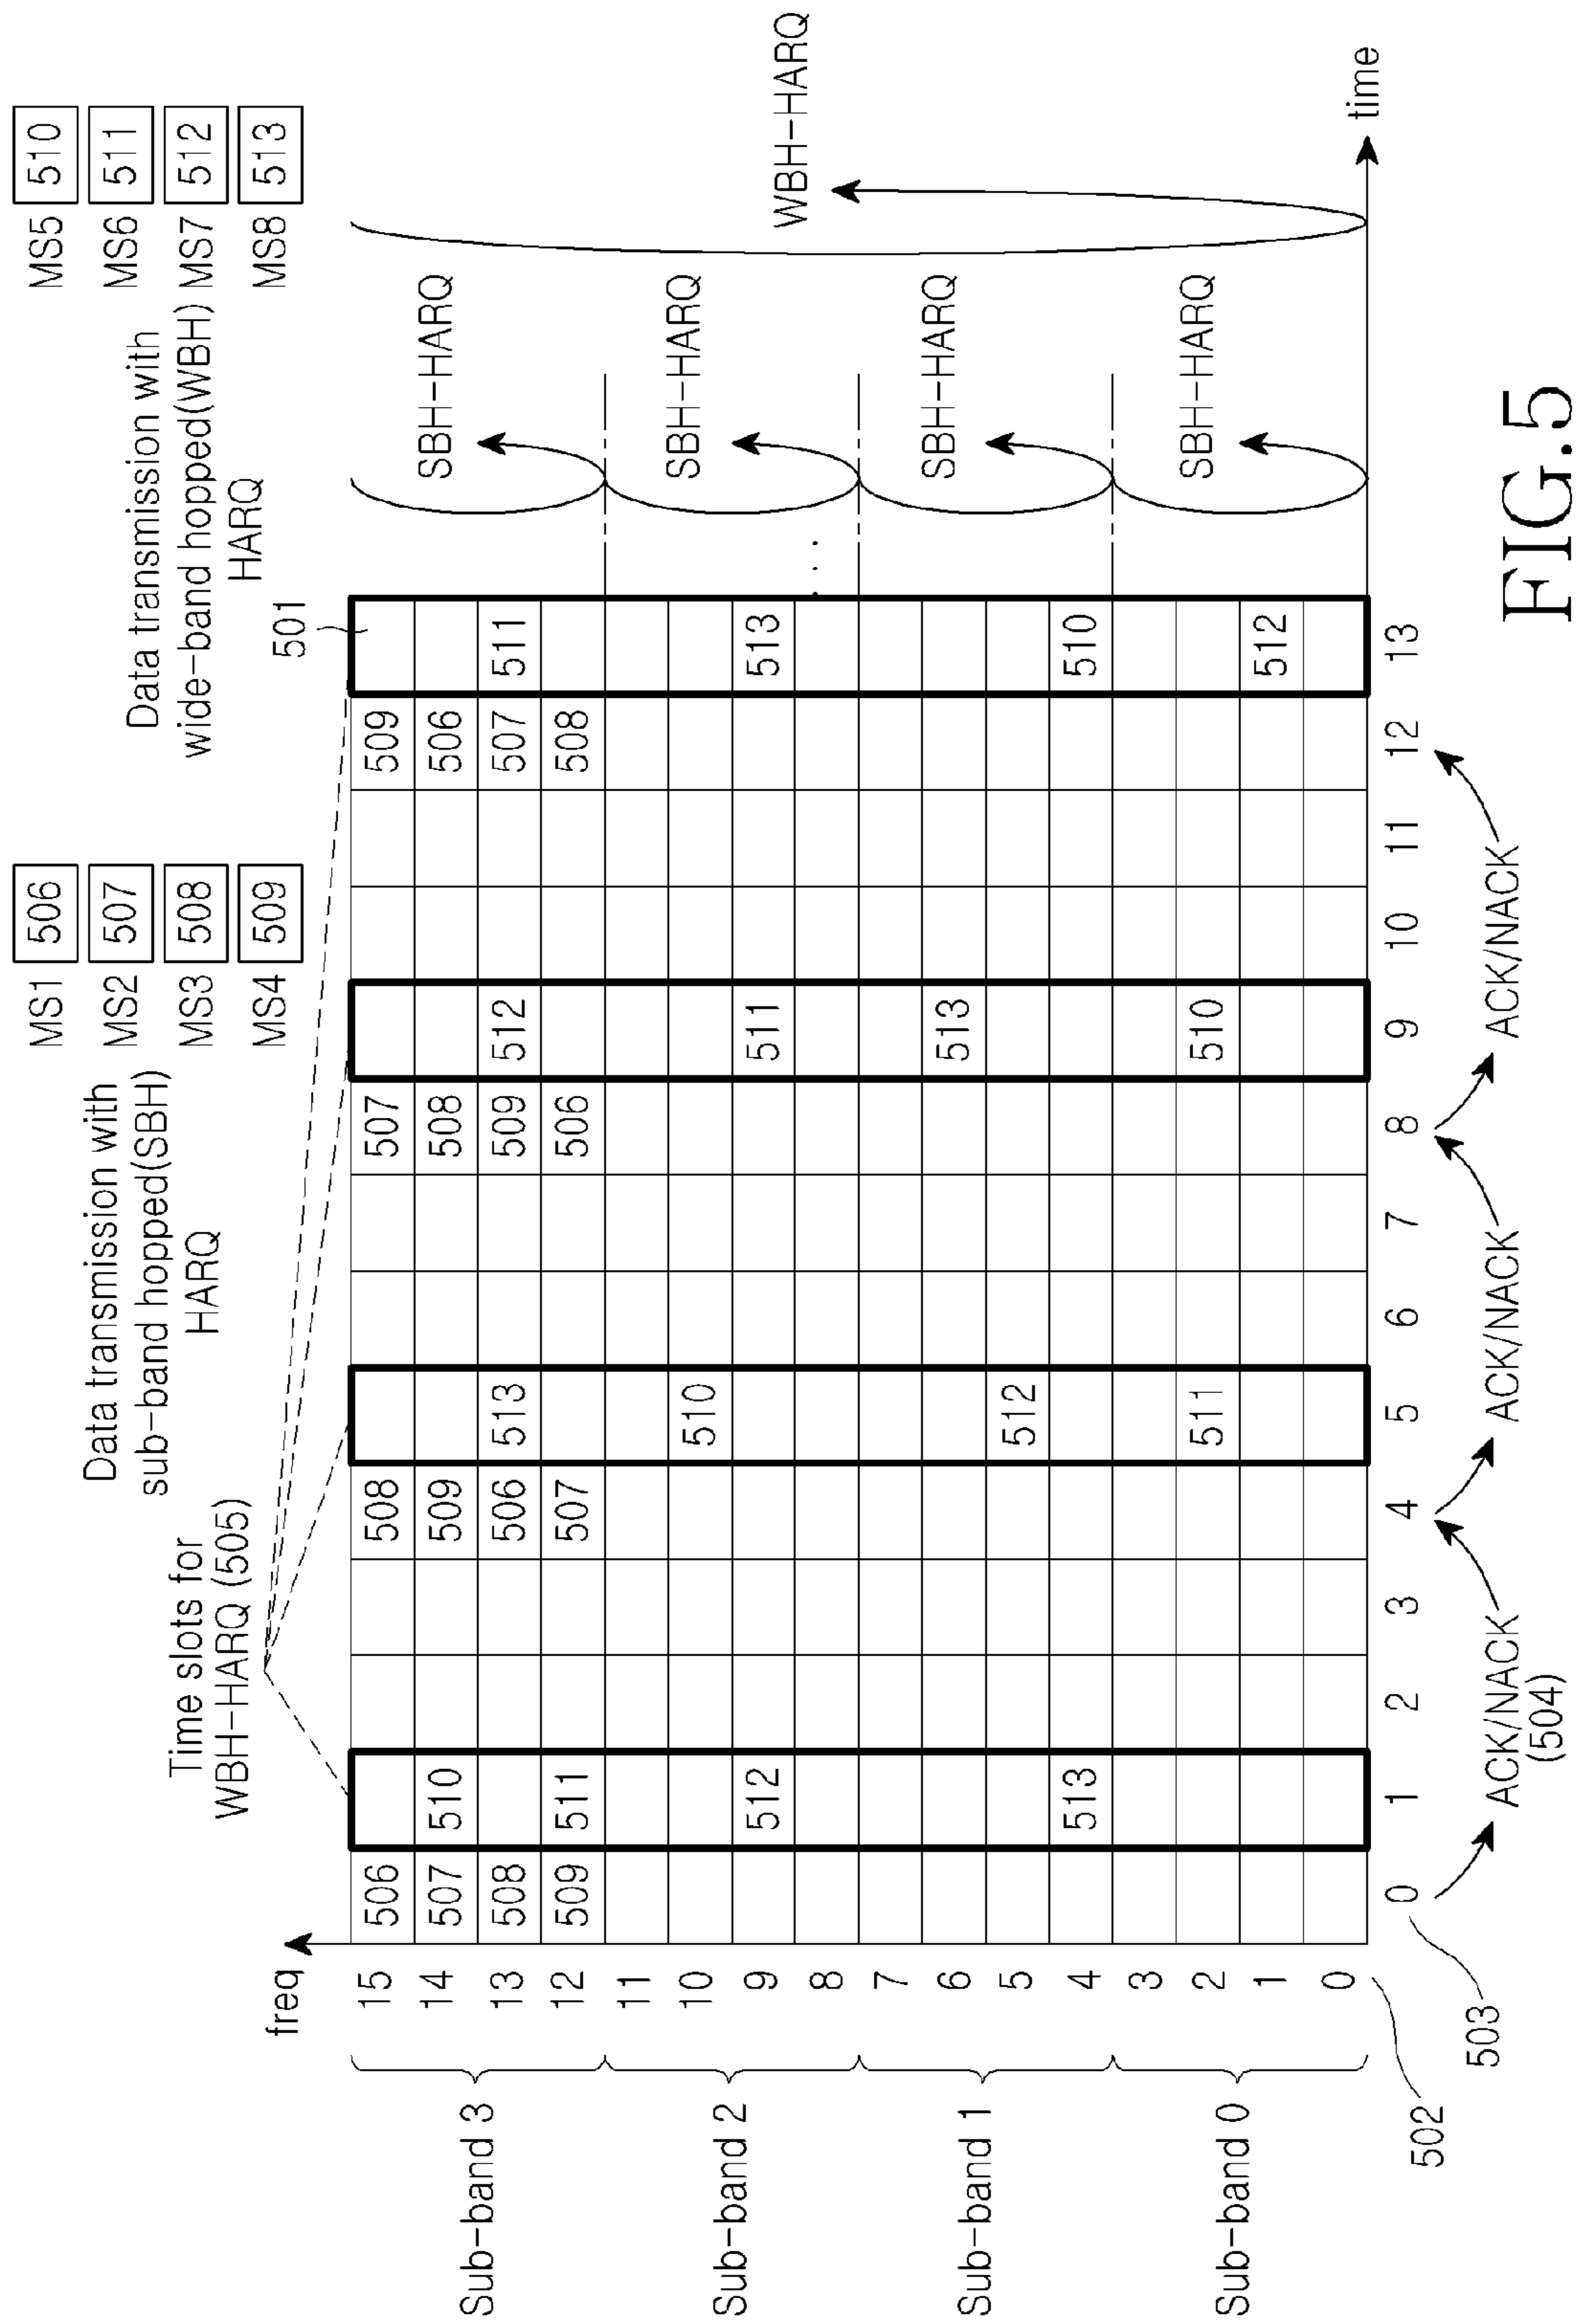 Time slots for
WBH-HARQ (505)
Data transmission with
sub-band hopped(SBH)
HARQ
MS1 506
MS2 507
MS3 508
MS4 509
Data transmission with
wide-band hopped(WBH)
HARQ
MS5 510
MS6 511
MS7 512
MS8 513
501
freq
Sub-band 3
15 506 508 507 509
14 507 510 509 508 506
13 508 506 513 509 512 507 511
12 509 511 507 506 508
SBH-HARQ
Sub-band 2
11
10 510
9 512 511 513
8 ...
SBH-HARQ
WBH-HARQ
Sub-band 1
7
6 513
5 512
4 513 510
SBH-HARQ
Sub-band 0
3
2 511 510
1 512
0
SBH-HARQ
time
0 1 2 3 4 5 6 7 8 9 10 11 12 13
502
503
ACK/NACK
(504)
ACK/NACK
ACK/NACK
FIG.5